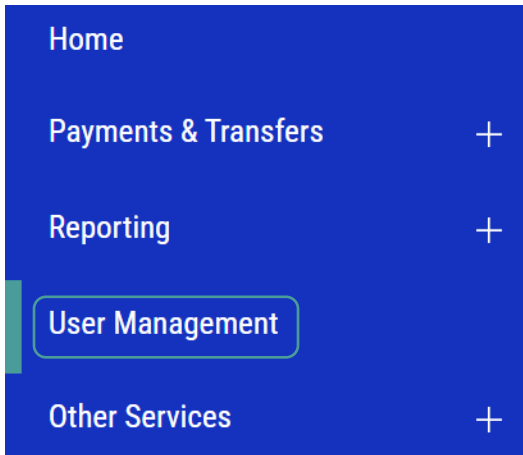 Home
Payments & Transfers +
Reporting +
User Management
Other Services +